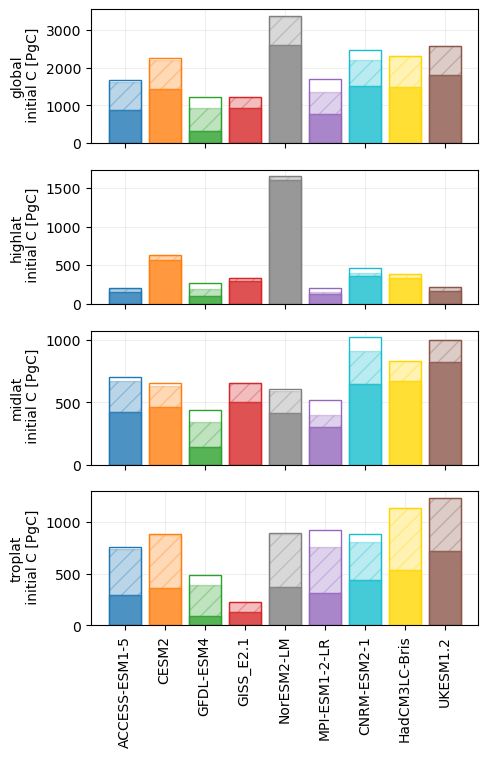 global
initial C [PgC]
3000
2000
1000
0
highlat
initial C [PgC]
1500
1000
500
0
midlat
initial C [PgC]
1000
500
0
troplat
initial C [PgC]
1000
500
0
ACCESS-ESM1-5
CESM2
GFDL-ESM4
GISS_E2.1
NorESM2-LM
MPI-ESM1-2-LR
CNRM-ESM2-1
HadCM3LC-Bris
UKESM1.2